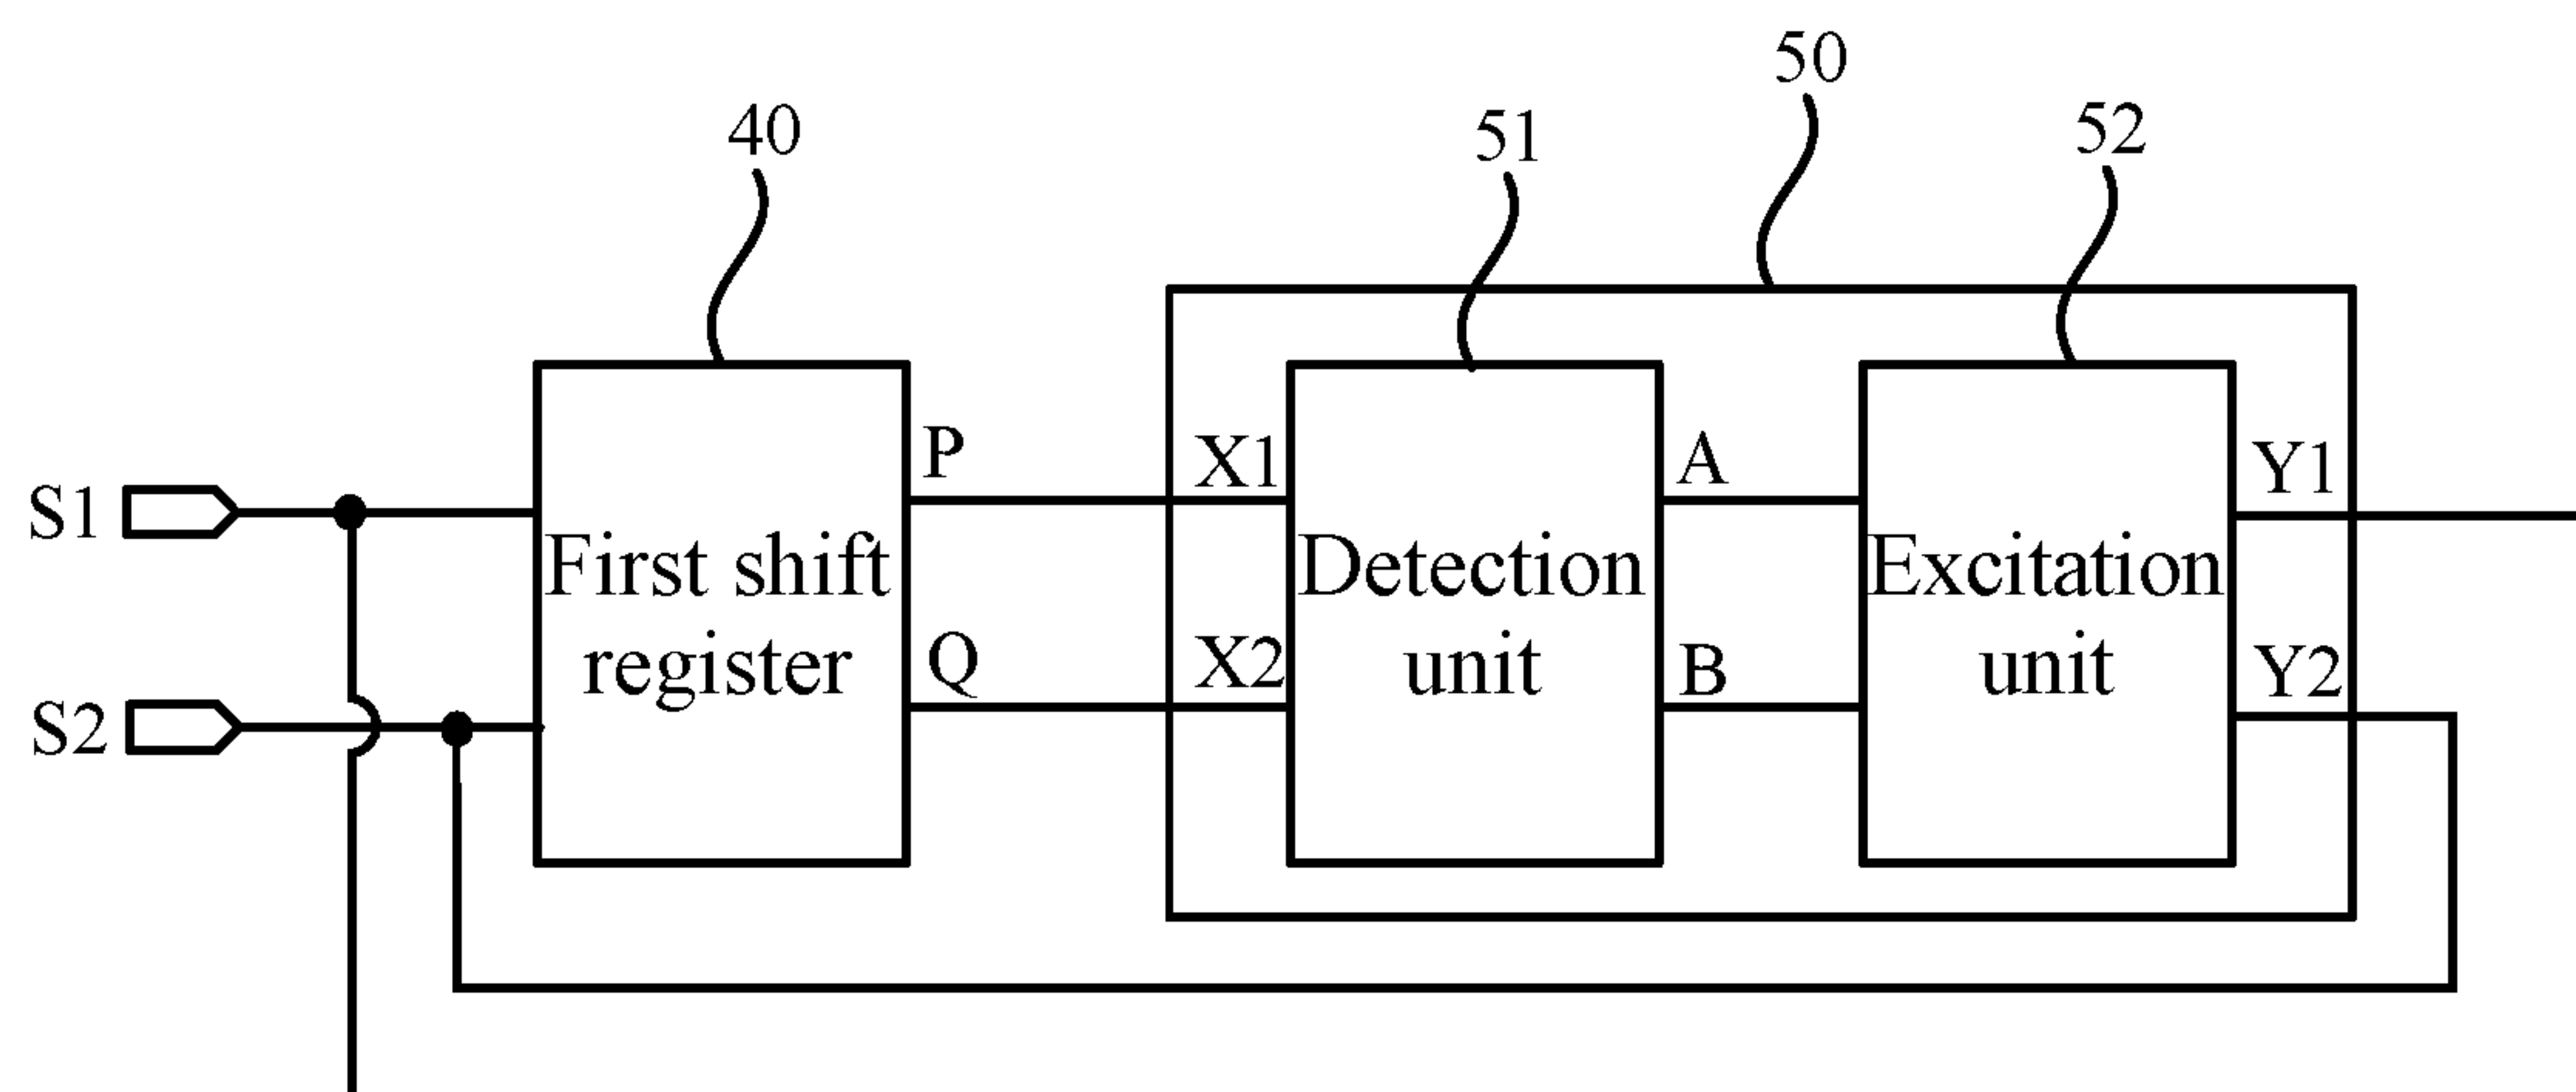 50
40
51
52
S1
S2
First shift
register
P
Q
X1
X2
Detection
unit
A
B
Excitation
unit
Y1
Y2